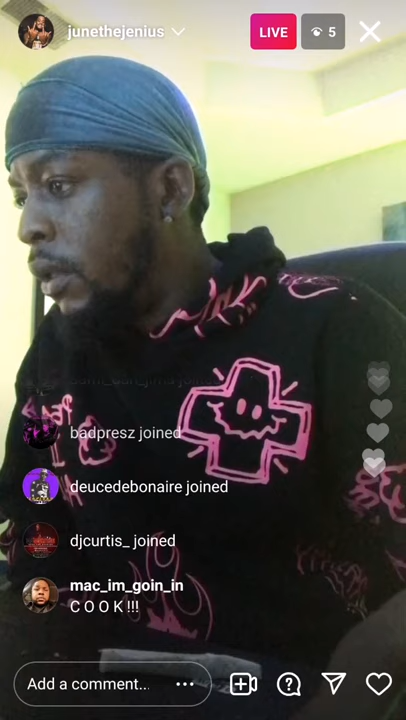 junethejenius
LIVE
5
badpresz joined
deucedebonaire joined
djcurtis_ joined
mac_im_goin_in
C O O K !!!
Add a comment...